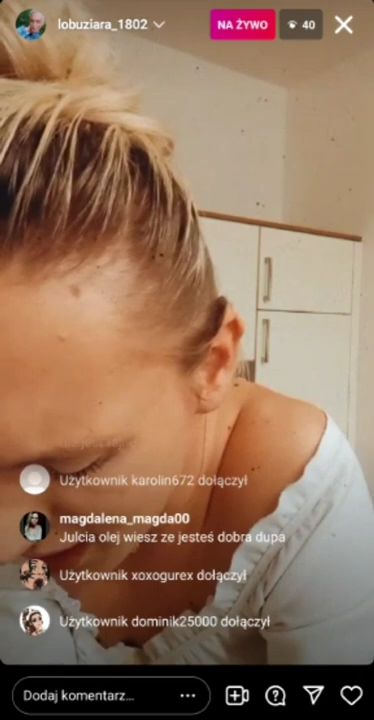 lobuziara_1802
NA ŻYWO
40
Użytkownik karolin672 dołączył
magdalena_magda00
Julcia olej wiesz ze jesteś dobra dupa
Użytkownik xoxogurex dołączył
Użytkownik dominik25000 dołączył
Dodaj komentarz...